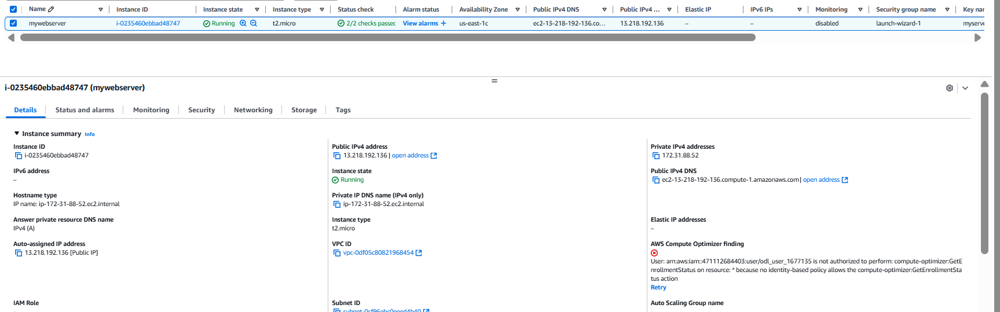 Name Instance ID Instance state Instance type Status check Alarm status Availability Zone Public IPv4 DNS Public IPv4 ... Elastic IP IPv6 IPs Monitoring Security group name Key nar
mywebserver i-0235460ebbad48747 Running t2.micro 2/2 checks passec View alarms + us-east-1c ec2-13-218-192-136.co... 13.218.192.136 – – disabled launch-wizard-1 myserve
i-0235460ebbad48747 (mywebserver)
Details Status and alarms Monitoring Security Networking Storage Tags
Instance summary Info
Instance ID
i-0235460ebbad48747
Public IPv4 address
13.218.192.136 | open address
Private IPv4 addresses
172.31.88.52
IPv6 address
–
Instance state
Running
Public IPv4 DNS
ec2-13-218-192-136.compute-1.amazonaws.com | open address
Hostname type
IP name: ip-172-31-88-52.ec2.internal
Private IP DNS name (IPv4 only)
ip-172-31-88-52.ec2.internal
Answer private resource DNS name
IPv4 (A)
Instance type
t2.micro
Elastic IP addresses
–
Auto-assigned IP address
13.218.192.136 [Public IP]
VPC ID
vpc-0df05c80821968454
AWS Compute Optimizer finding
User: arn:aws:iam::471112684403:user/odl_user_1677135 is not authorized to perform: compute-optimizer:GetE
nrollmentStatus on resource: * because no identity-based policy allows the compute-optimizer:GetEnrollmentSta
tus action
Retry
IAM Role
Subnet ID
Auto Scaling Group name